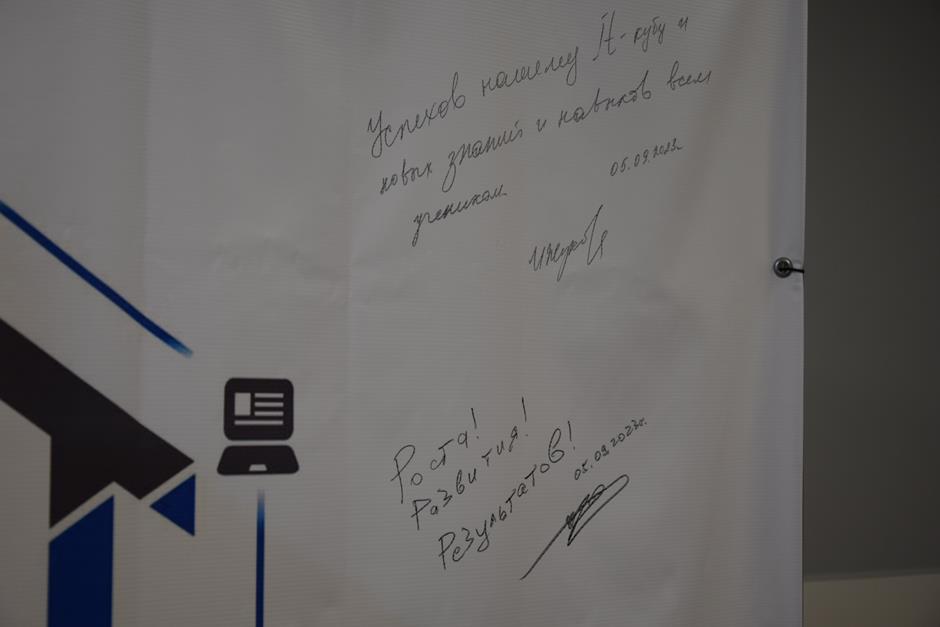 Успехов нашему IT-кубу и
новых знаний и навыков всем
ученикам
05.09.2023
Роста!
Развития!
Результатов!
05.09.2023г.